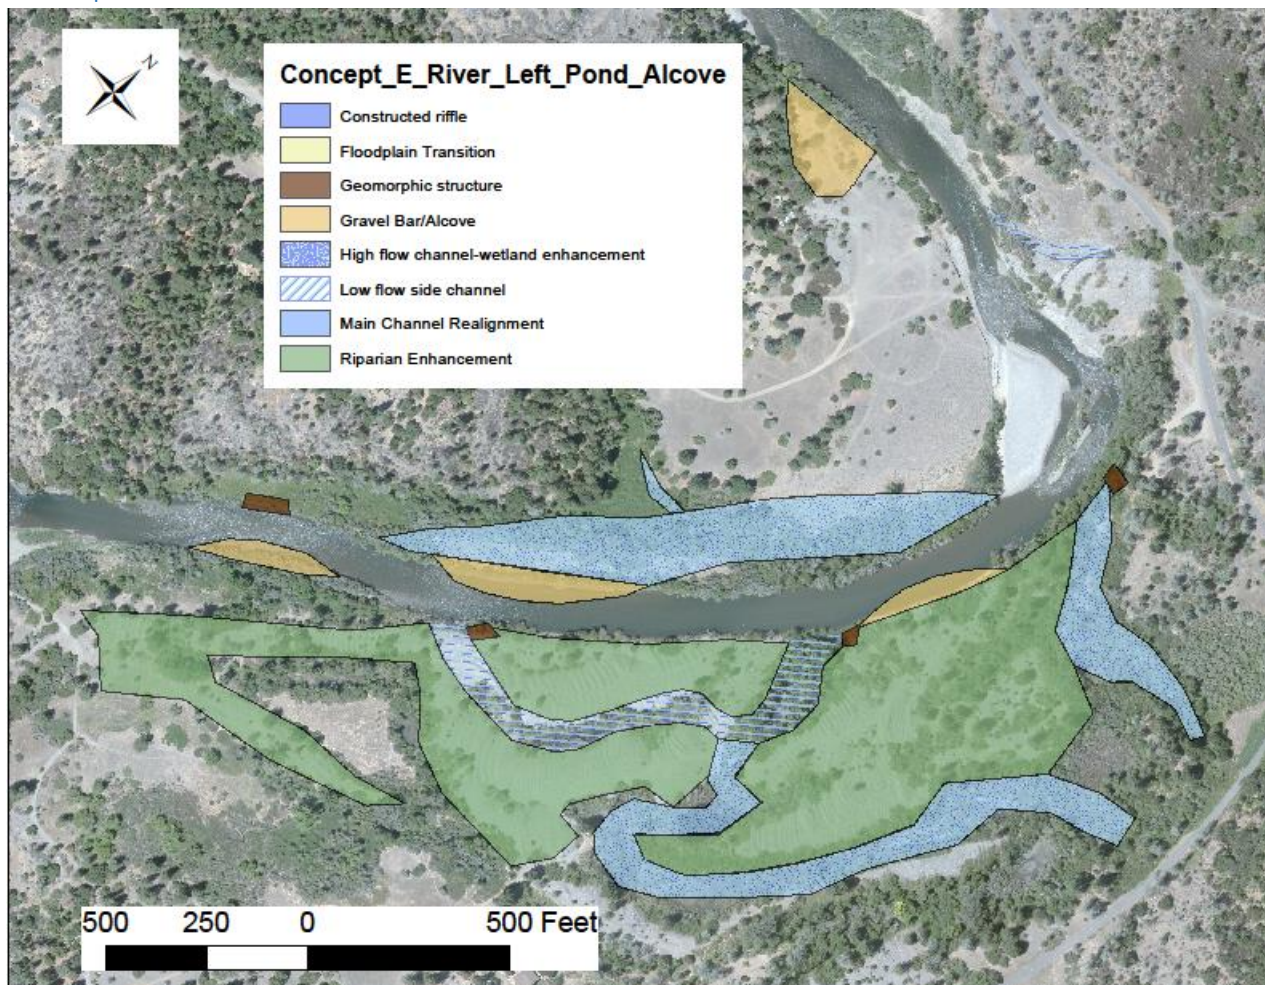 N
Concept_E_River_Left_Pond_Alcove
Constructed riffle
Floodplain Transition
Geomorphic structure
Gravel Bar/Alcove
High flow channel-wetland enhancement
Low flow side channel
Main Channel Realignment
Riparian Enhancement
500 250 0 500 Feet